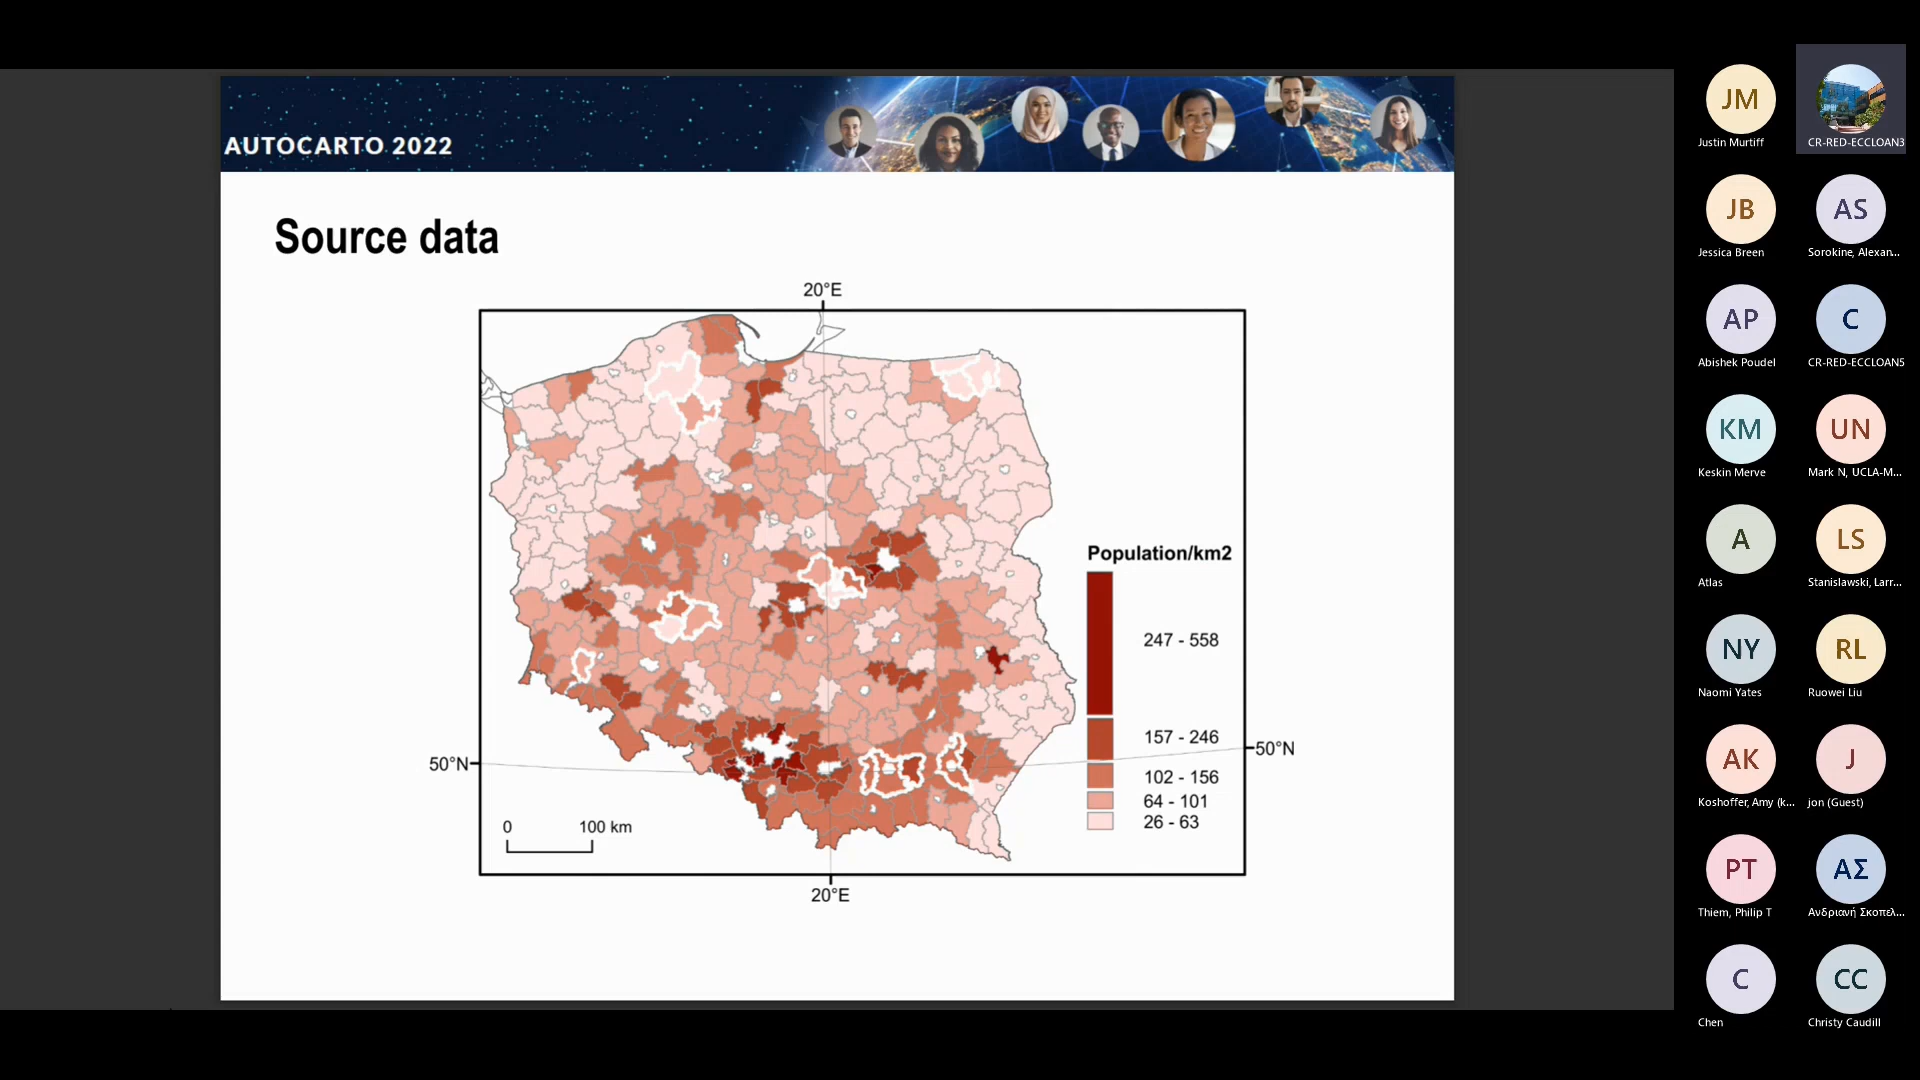 AUTOCARTO 2022
Source data
20°E
Population/km2
247 - 558
157 - 246
102 - 156
64 - 101
26 - 63
50°N
50°N
0 100 km
20°E
JM
Justin Murtiff
CR-RED-ECCLOAN3
JB
Jessica Breen
AS
Sorokine, Alexan...
AP
Abishek Poudel
C
CR-RED-ECCLOAN5
KM
Keskin Merve
UN
Mark N, UCLA-M...
A
Atlas
LS
Stanislawski, Larr...
NY
Naomi Yates
RL
Ruowei Liu
AK
Koshoffer, Amy (k...
J
jon (Guest)
PT
Thiem, Philip T
ΑΣ
Ανδριανή Σκοπελ...
C
Chen
CC
Christy Caudill